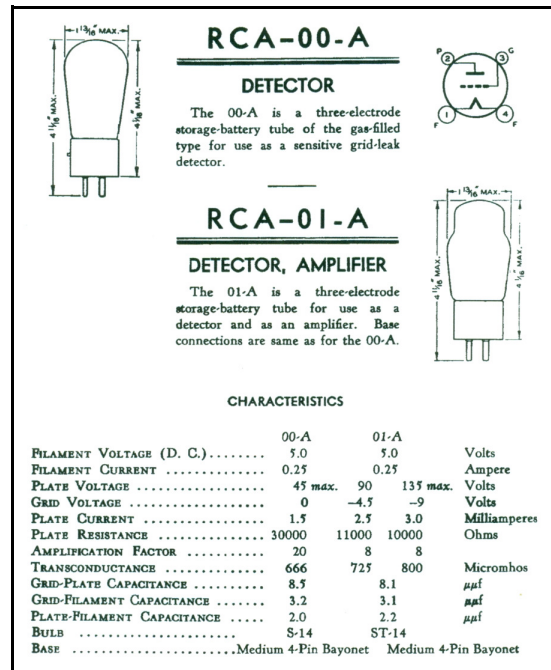 RCA-00-A
DETECTOR
The 00-A is a three-electrode
storage-battery tube of the gas-filled
type for use as a sensitive grid-leak
detector.
1 13/16" MAX.
4 11/16" MAX.
4 1/8" MAX.
P
2
3
G
F
1
4
F
RCA-01-A
DETECTOR, AMPLIFIER
The 01-A is a three-electrode
storage-battery tube for use as a
detector and as an amplifier. Base
connections are same as for the 00-A.
1 13/16" MAX.
4 11/16" MAX.
4 1/8" MAX.
CHARACTERISTICS
00-A 01-A
FILAMENT VOLTAGE (D. C.)........ 5.0 5.0 Volts
FILAMENT CURRENT .............. 0.25 0.25 Ampere
PLATE VOLTAGE .................. 45 max. 90 135 max. Volts
GRID VOLTAGE ................... 0 -4.5 -9 Volts
PLATE CURRENT .................. 1.5 2.5 3.0 Milliamperes
PLATE RESISTANCE ............... 30000 11000 10000 Ohms
AMPLIFICATION FACTOR ........... 20 8 8
TRANSCONDUCTANCE ............... 666 725 800 Micromhos
GRID-PLATE CAPACITANCE ......... 8.5 8.1 μμf
GRID-FILAMENT CAPACITANCE ....... 3.2 3.1 μμf
PLATE-FILAMENT CAPACITANCE ..... 2.0 2.2 μμf
BULB ..................... S-14 ST-14
BASE ......................Medium 4-Pin Bayonet Medium 4-Pin Bayonet